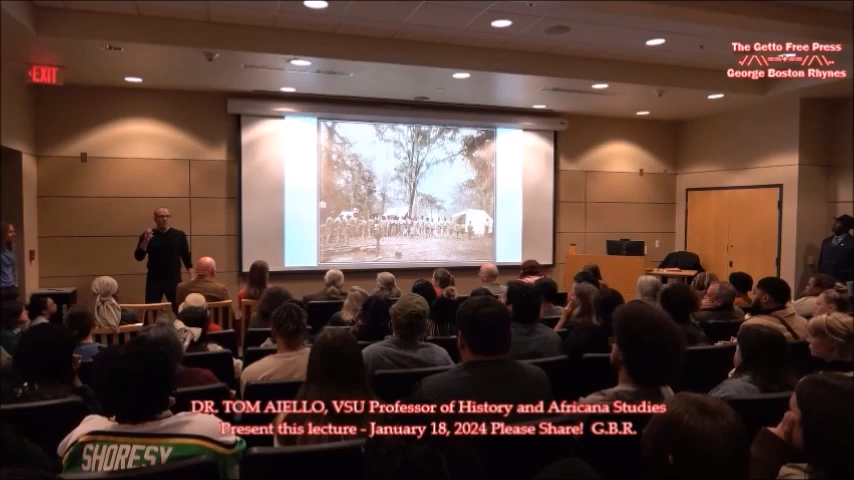 The Getto Free Press
George Boston Rhynes
EXIT
DR. TOM AIELLO, VSU Professor of History and Africana Studies
Present this lecture - January 18, 2024 Please Share! G.B.R.
SHORESY